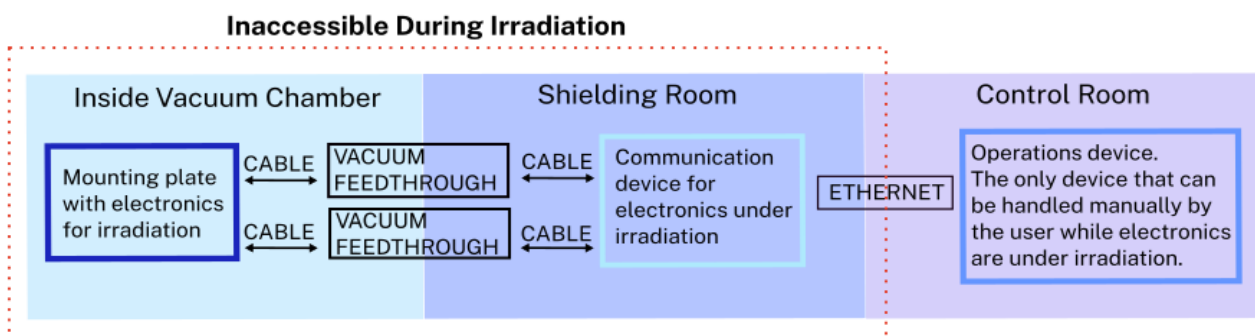 Inaccessible During Irradiation
Inside Vacuum Chamber
Shielding Room
Control Room
Mounting plate
with electronics
for irradiation
CABLE
VACUUM
FEEDTHROUGH
CABLE
CABLE
VACUUM
FEEDTHROUGH
CABLE
Communication
device for
electronics under
irradiation
ETHERNET
Operations device.
The only device that can
be handled manually by
the user while electronics
are under irradiation.